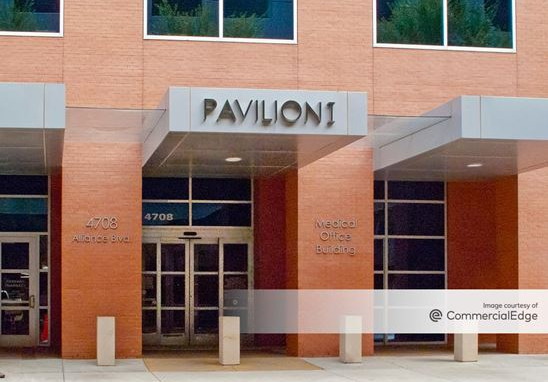 PAVILION I
4708
4708
Alliance Blvd
Medical
Office
Building
Image courtesy of
CommercialEdge